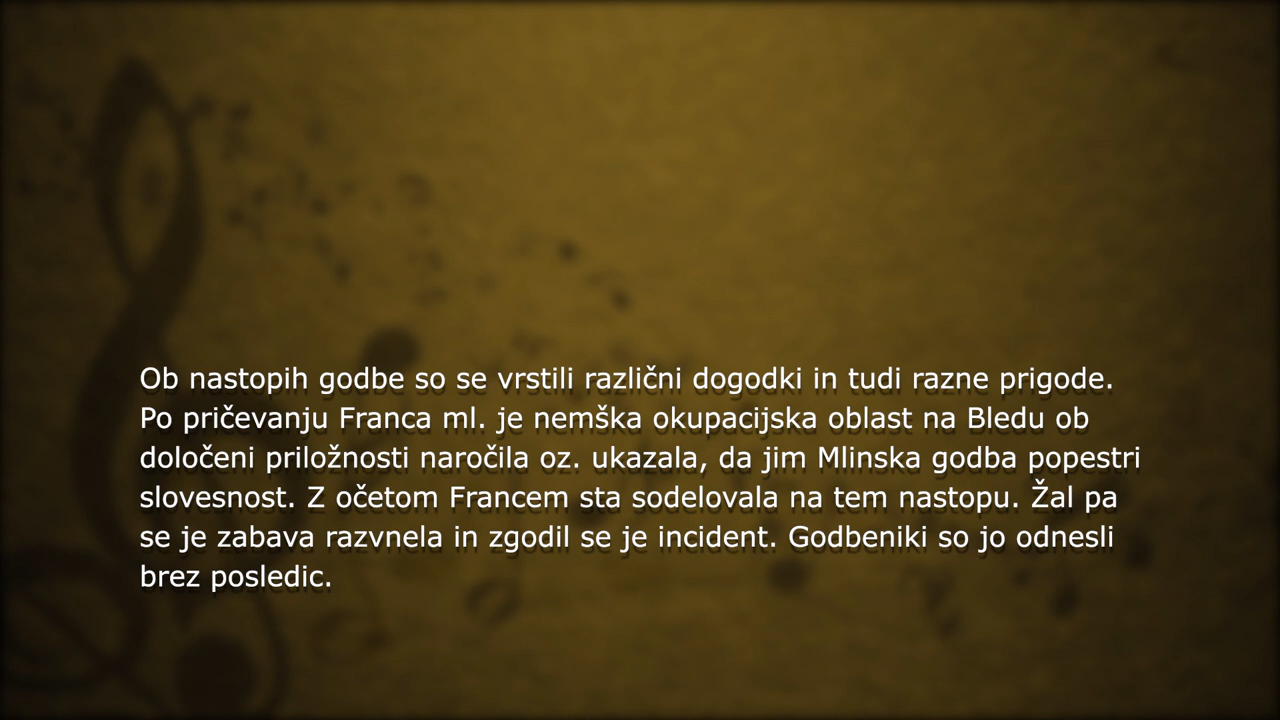 Ob nastopih godbe so se vrstili različni dogodki in tudi razne prigode.
Po pričevanju Franca ml. je nemška okupacijska oblast na Bledu ob
določeni priložnosti naročila oz. ukazala, da jim Mlinska godba popestri
slovesnost. Z očetom Francem sta sodelovala na tem nastopu. Žal pa
se je zabava razvnela in zgodil se je incident. Godbeniki so jo odnesli
brez posledic.